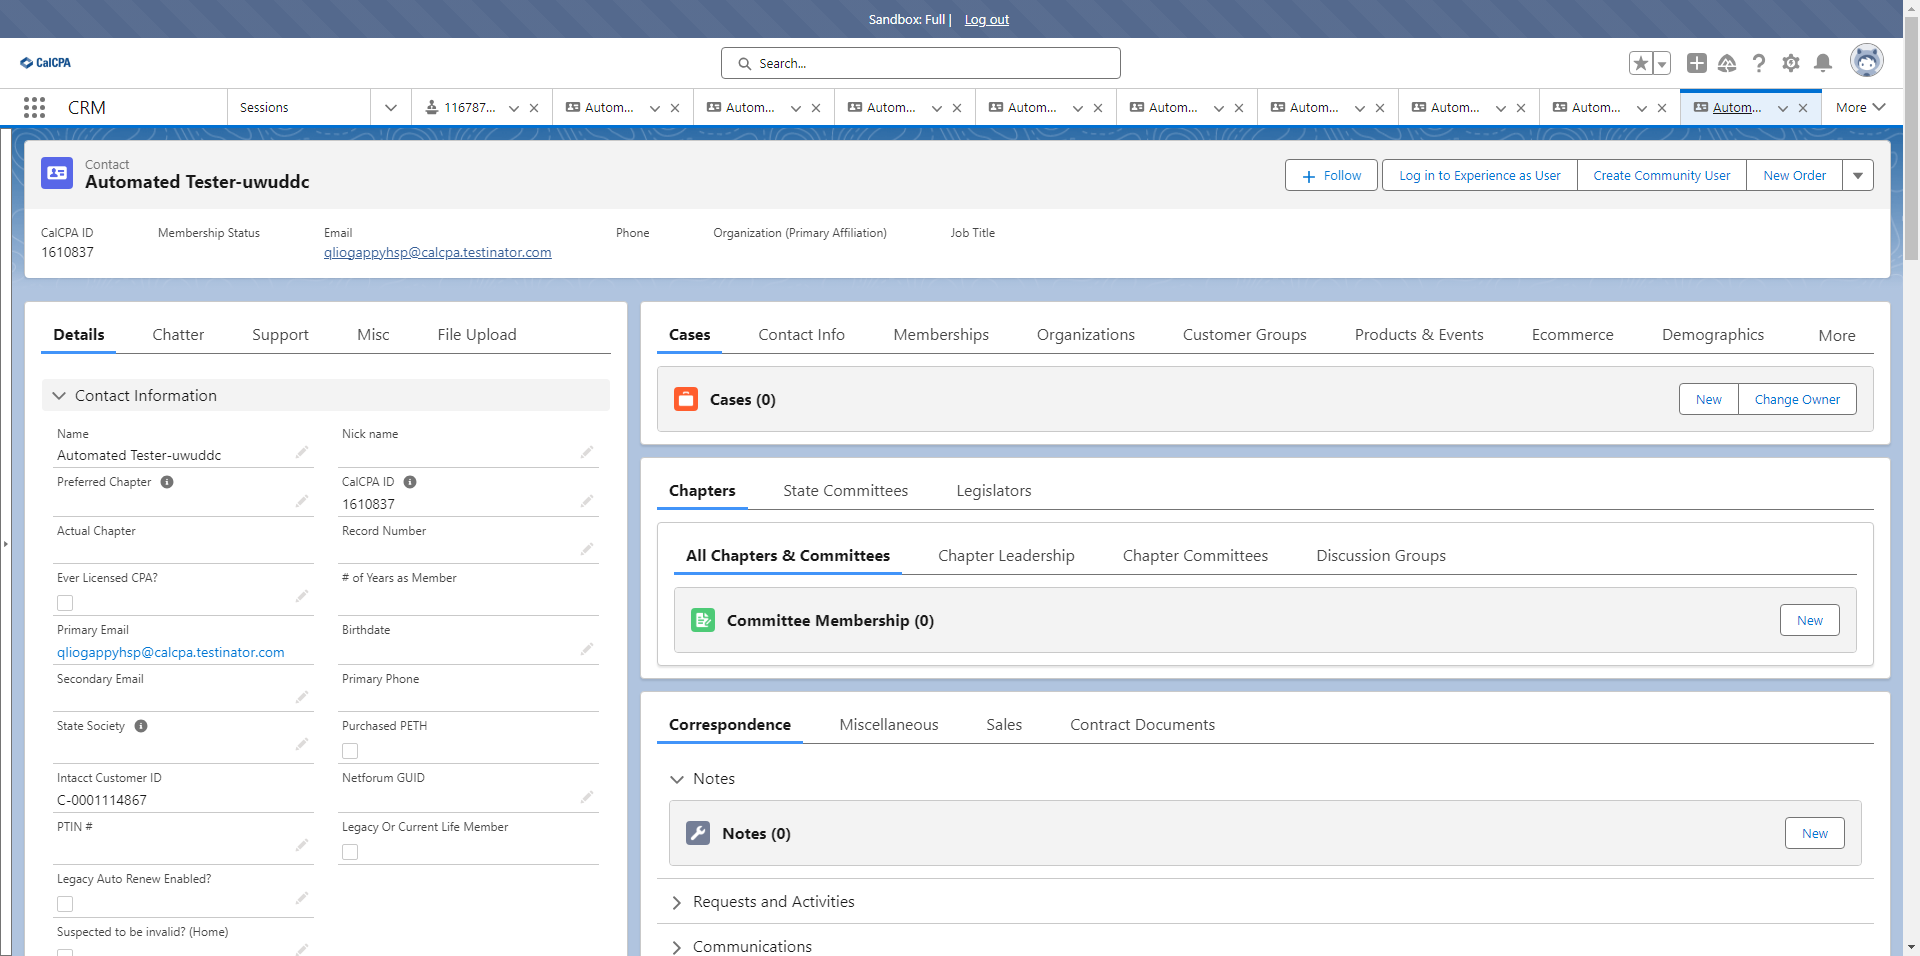 Sandbox: Full | Log out
CalCPA
Search...
CRM
Sessions
116787...
Autom...
Autom...
Autom...
Autom...
Autom...
Autom...
Autom...
Autom...
Autom...
More
Contact
Automated Tester-uwuddc
Follow
Log in to Experience as User
Create Community User
New Order
CalCPA ID
Membership Status
Email
Phone
Organization (Primary Affiliation)
Job Title
1610837
qliogappyhsp@calcpa.testinator.com
Details
Chatter
Support
Misc
File Upload
Contact Information
Name
Automated Tester-uwuddc
Nick name
Preferred Chapter
CalCPA ID
1610837
Actual Chapter
Record Number
Ever Licensed CPA?
# of Years as Member
Primary Email
qliogappyhsp@calcpa.testinator.com
Birthdate
Secondary Email
Primary Phone
State Society
Purchased PETH
Intacct Customer ID
C-0001114867
Netforum GUID
PTIN #
Legacy Or Current Life Member
Legacy Auto Renew Enabled?
Suspected to be invalid? (Home)
Cases
Contact Info
Memberships
Organizations
Customer Groups
Products & Events
Ecommerce
Demographics
More
Cases (0)
New
Change Owner
Chapters
State Committees
Legislators
All Chapters & Committees
Chapter Leadership
Chapter Committees
Discussion Groups
Committee Membership (0)
New
Correspondence
Miscellaneous
Sales
Contract Documents
Notes
Notes (0)
New
Requests and Activities
Communications